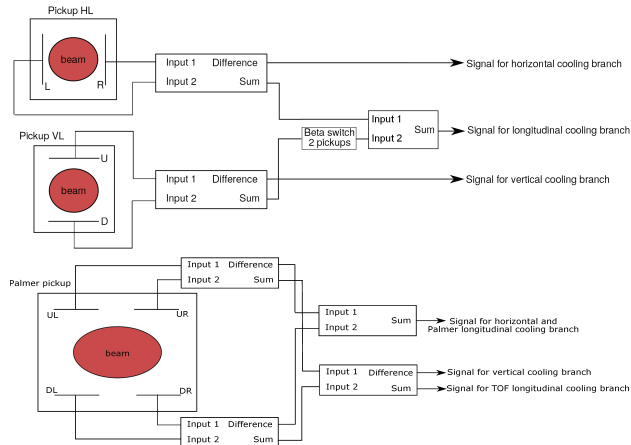 Pickup HL
beam
L
R
Input 1 Difference
Input 2 Sum
Signal for horizontal cooling branch
Input 1
Sum
Input 2
Beta switch
2 pickups
Signal for longitudinal cooling branch
Pickup VL
U
beam
D
Input 1 Difference
Input 2 Sum
Signal for vertical cooling branch
Palmer pickup
UL
UR
beam
DL
DR
Input 1 Difference
Input 2 Sum
Input 1
Sum
Input 2
Signal for horizontal and
Palmer longitudinal cooling branch
Input 1 Difference
Input 2 Sum
Signal for vertical cooling branch
Signal for TOF longitudinal cooling branch
Input 1 Difference
Input 2 Sum